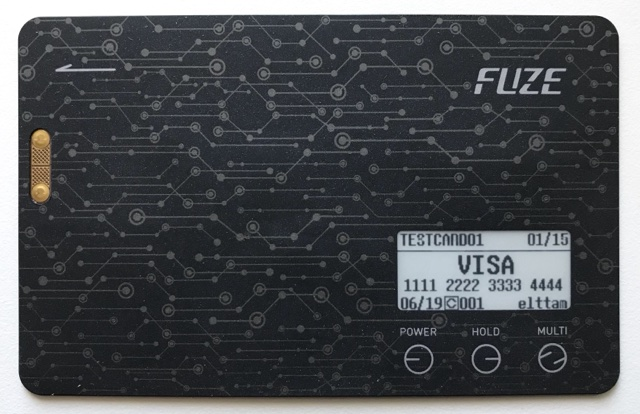 FUZE
TESTCARD01 01/15
VISA
1111 2222 3333 4444
06/19 C 001 elttam
POWER HOLD MULTI